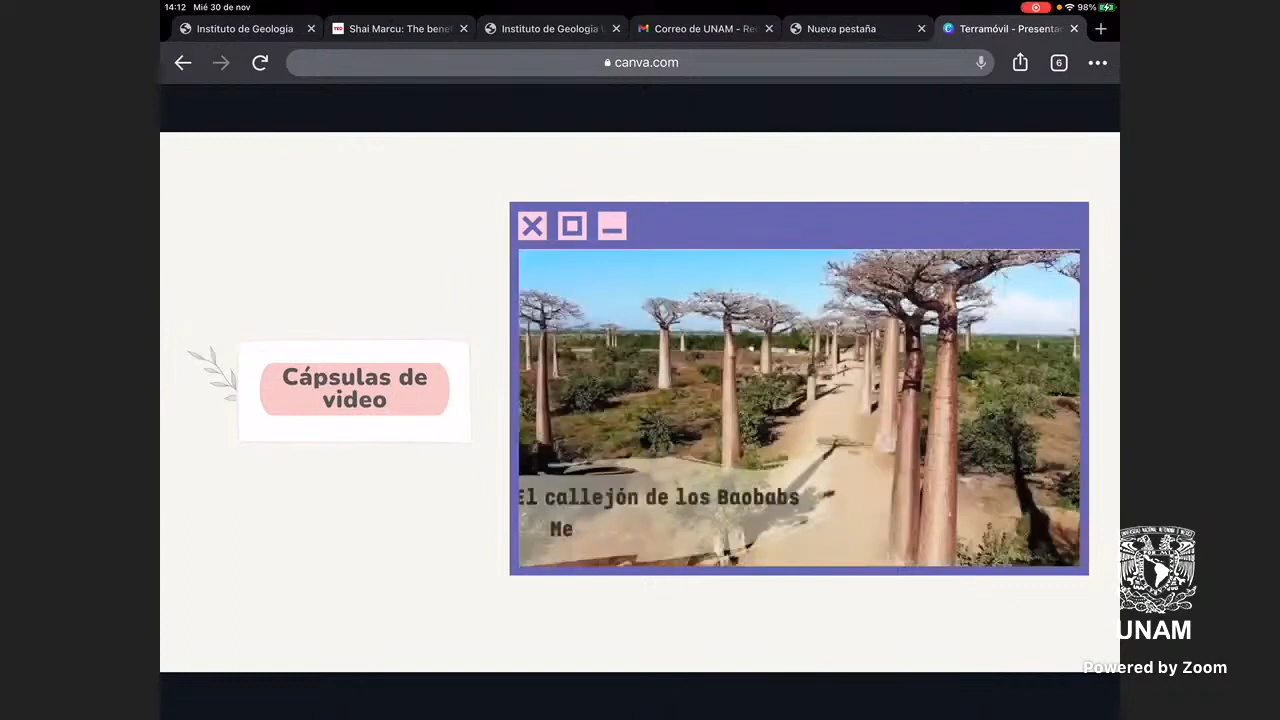 14:12 Mié 30 de nov
98%
Instituto de Geologia
Shai Marcu: The bene
Instituto de Geologia
Correo de UNAM - Re
Nueva pestaña
Terramóvil - Presentac
canva.com
6
Cápsulas de
video
El callejón de los Baobabs
Me
UNAM
Powered by Zoom